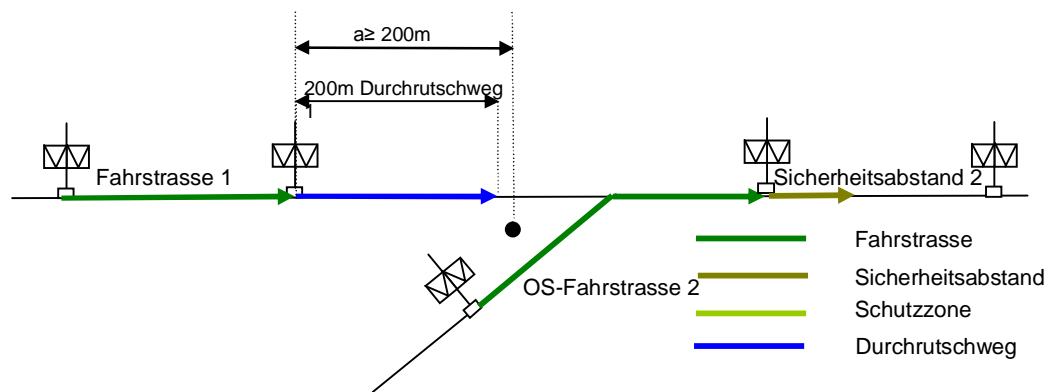 a≥ 200m
200m Durchrutschweg
1
Fahrstrasse 1
Sicherheitsabstand 2
OS-Fahrstrasse 2
Fahrstrasse
Sicherheitsabstand
Schutzzone
Durchrutschweg